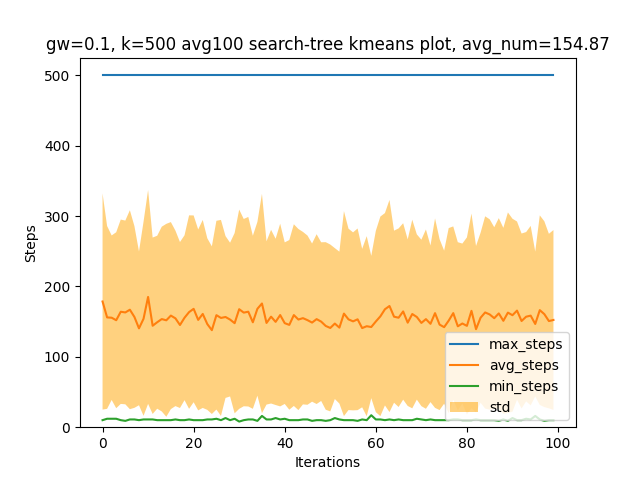 gw=0.1, k=500 avg100 search-tree kmeans plot, avg_num=154.87
500
400
300
200
100
0
Steps
0 20 40 60 80 100
Iterations
max_steps
avg_steps
min_steps
std